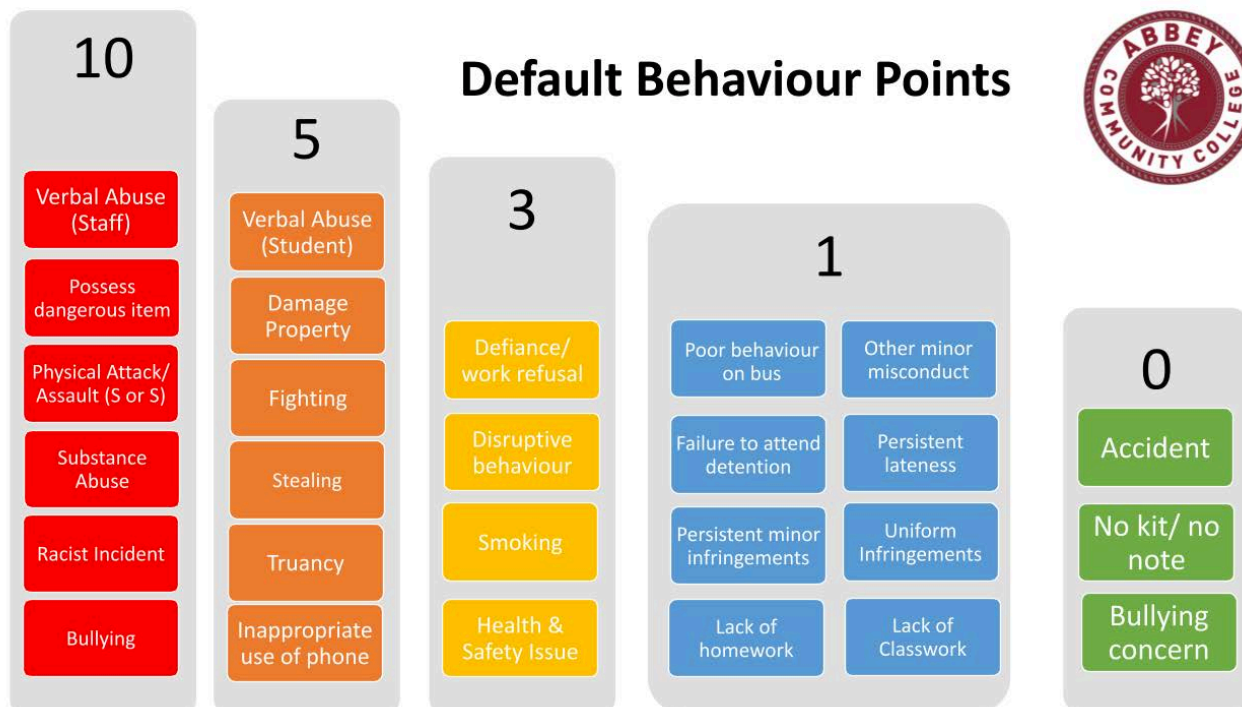 Default Behaviour Points
ABBEY
COMMUNITY COLLEGE
10
Verbal Abuse
(Staff)
Possess
dangerous item
Physical Attack/
Assault (S or S)
Substance
Abuse
Racist Incident
Bullying
5
Verbal Abuse
(Student)
Damage
Property
Fighting
Stealing
Truancy
Inappropriate
use of phone
3
Defiance/
work refusal
Disruptive
behaviour
Smoking
Health &
Safety Issue
1
Poor behaviour
on bus
Other minor
misconduct
Failure to attend
detention
Persistent
lateness
Persistent minor
infringements
Uniform
Infringements
Lack of
homework
Lack of
Classwork
0
Accident
No kit/ no
note
Bullying
concern